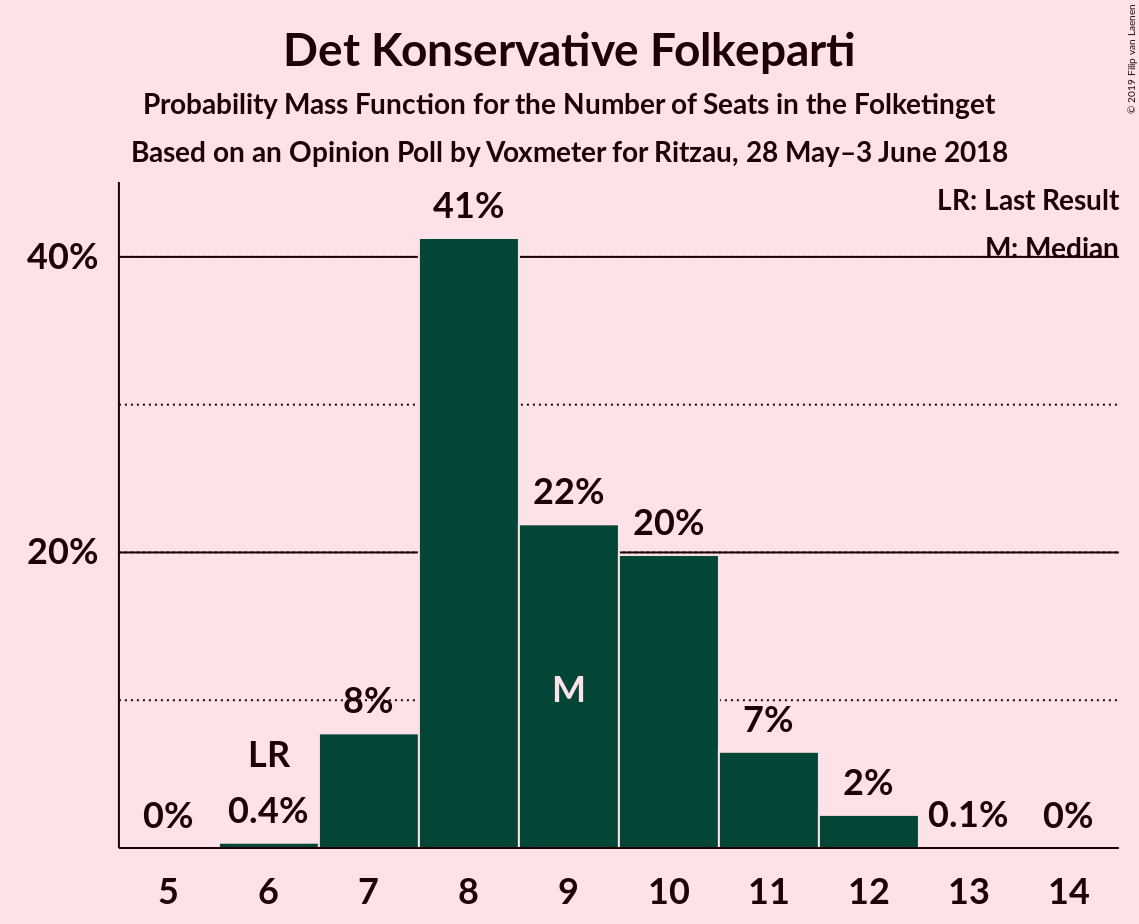 Det Konservative Folkeparti
Probability Mass Function for the Number of Seats in the Folketinget
Based on an Opinion Poll by Voxmeter for Ritzau, 28 May–3 June 2018
© 2019 Filip van Laenen
LR: Last Result
M: Median
41%
40%
22%
20%
20%
M
8%
7%
LR
2%
0%
0.4%
0.1%
0%
5 6 7 8 9 10 11 12 13 14